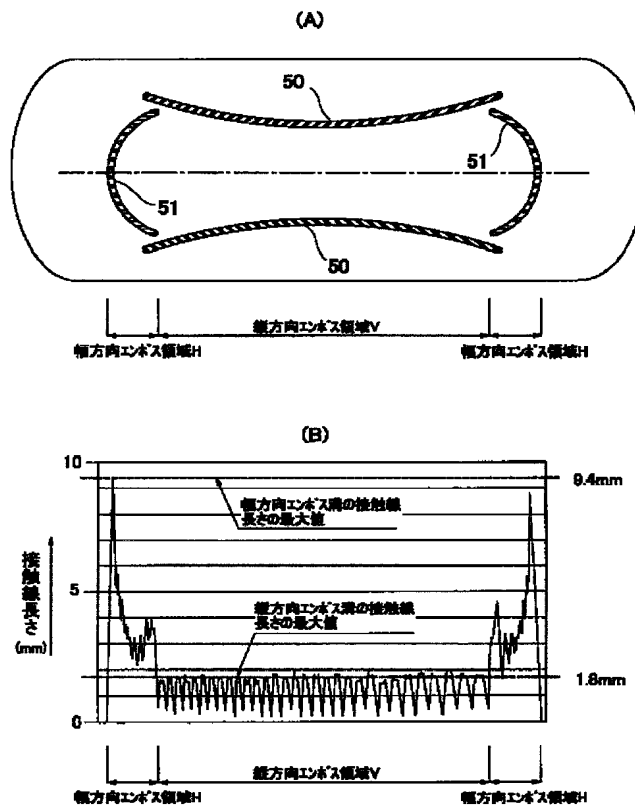 (A)
50
51
51
50
縦方向エンボス領域V
幅方向エンボス領域H
幅方向エンボス領域H
(B)
10
9.4mm
幅方向エンボス溝の接触線
長さの最大値
接触線長さ
(mm)
5
縦方向エンボス溝の接触線
長さの最大値
1.8mm
0
縦方向エンボス領域V
幅方向エンボス領域H
幅方向エンボス領域H